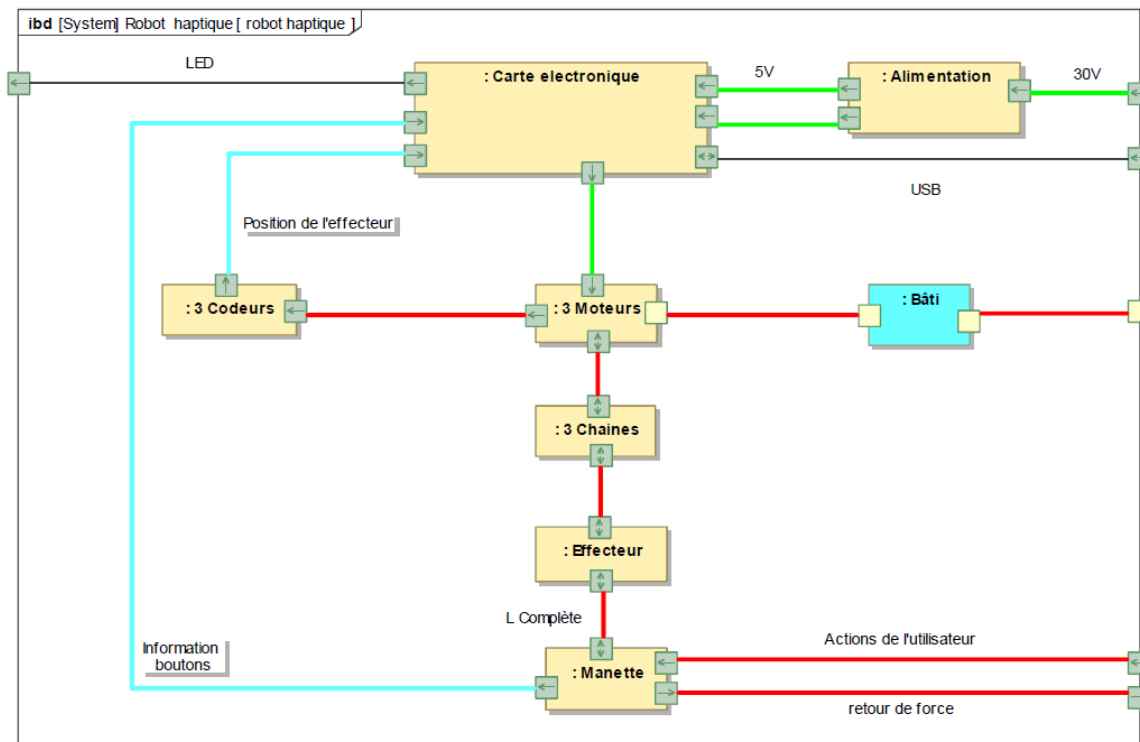 ibd [System] Robot haptique [ robot haptique ]
LED
: Carte electronique
5V
: Alimentation
30V
USB
Position de l'effecteur
: 3 Codeurs
: 3 Moteurs
: Bâti
: 3 Chaines
: Effecteur
L Complète
Information
boutons
: Manette
Actions de l'utilisateur
retour de force